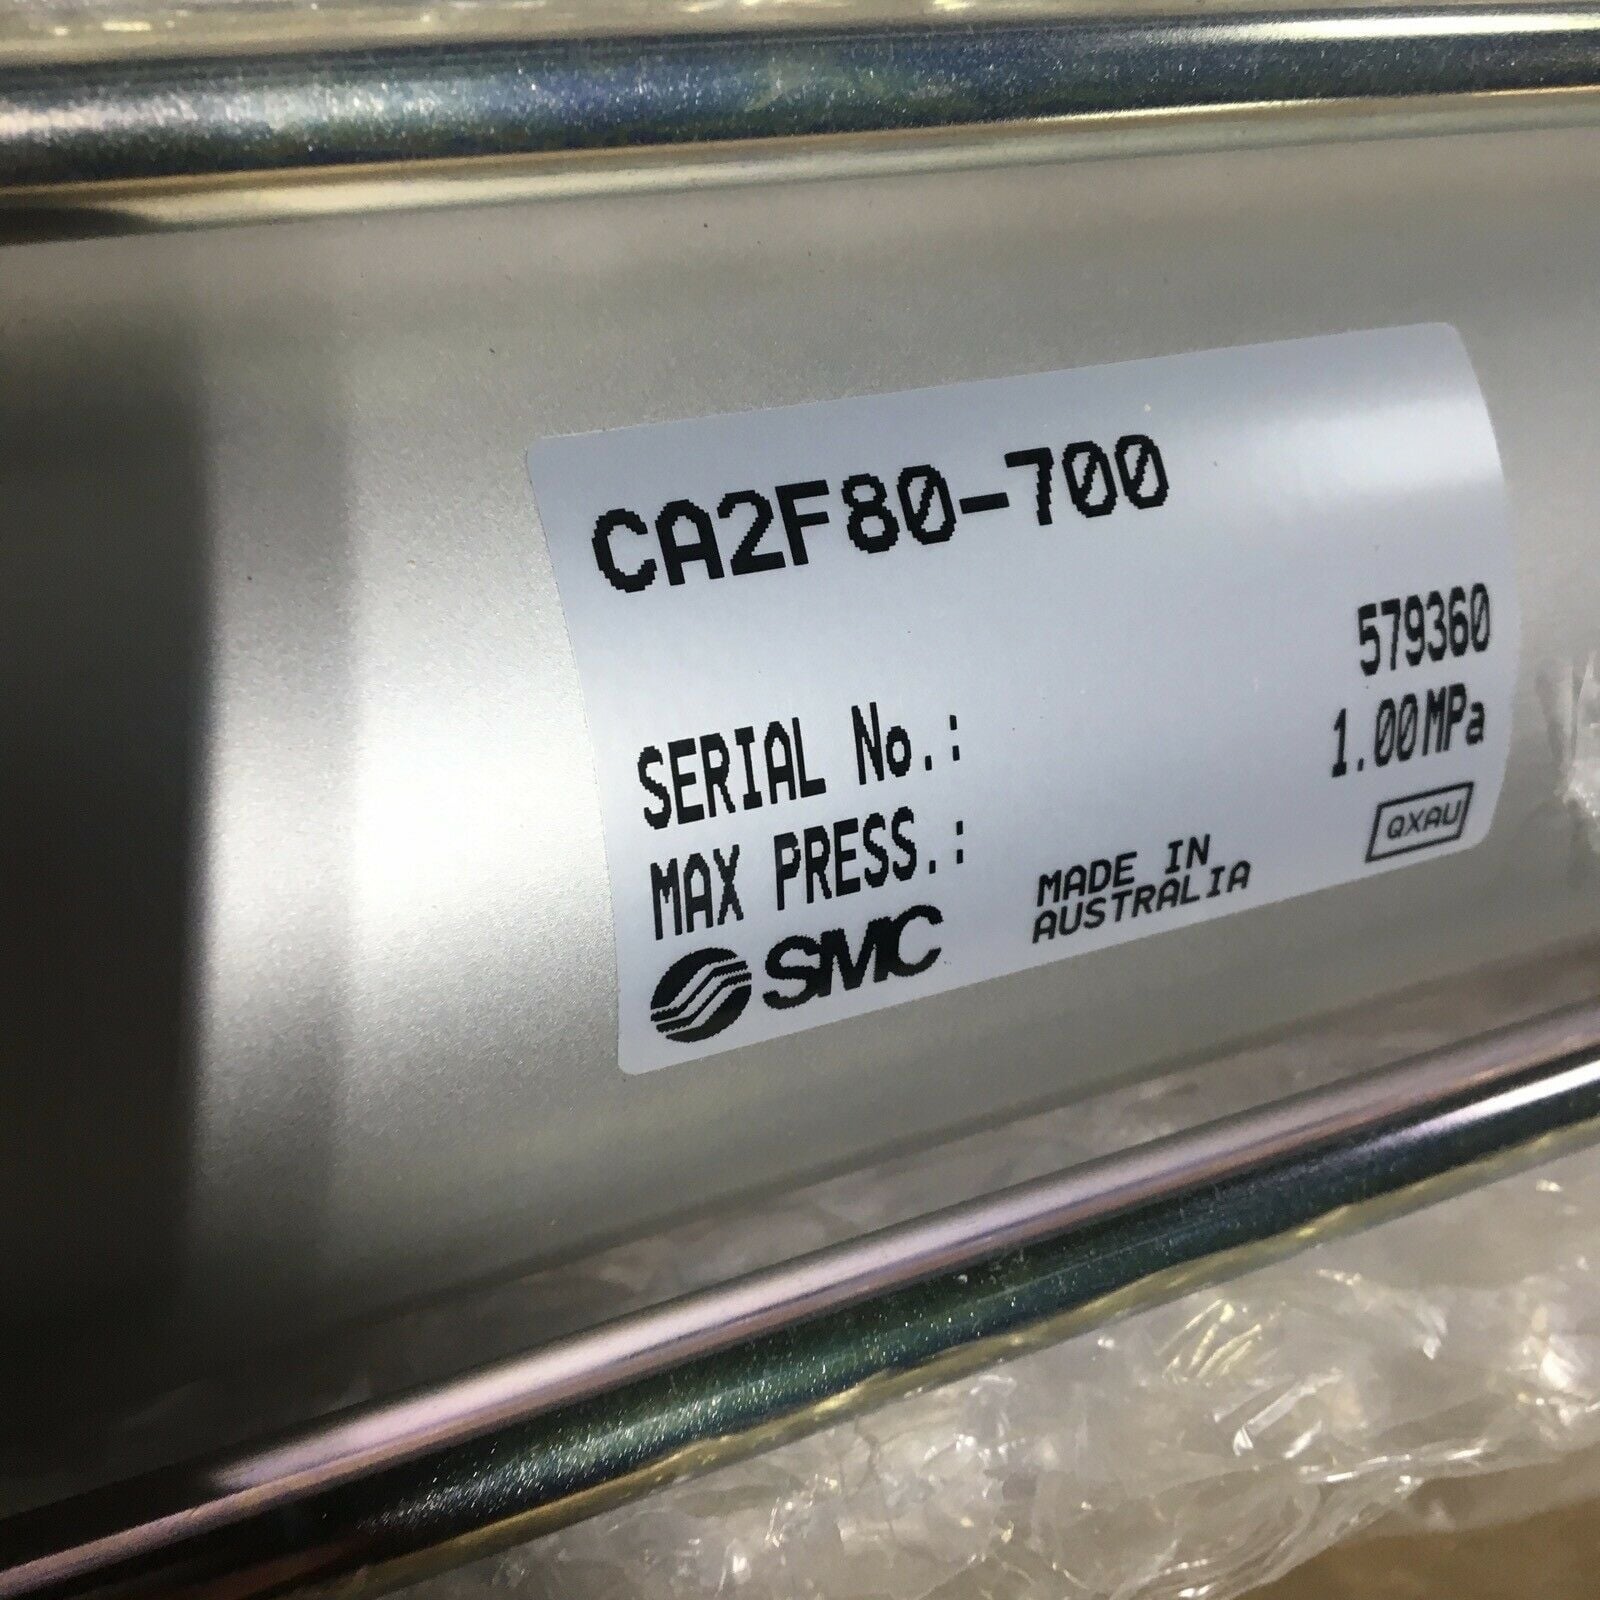 CA2F80-700
SERIAL No.: 579360
MAX PRESS.: 1.00MPa
SMC MADE IN AUSTRALIA QXAU